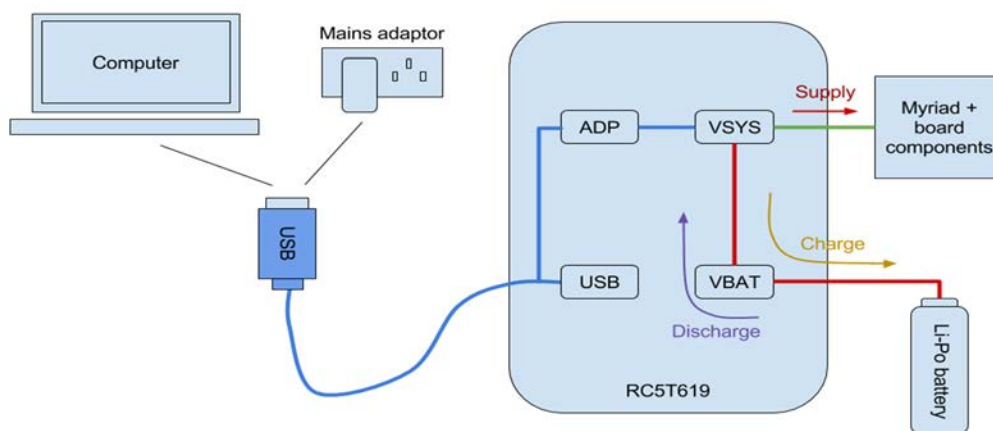 Computer
Mains adaptor
USB
ADP
VSYS
Supply
Myriad +
board
components
USB
VBAT
Charge
Discharge
RC5T619
Li-Po battery